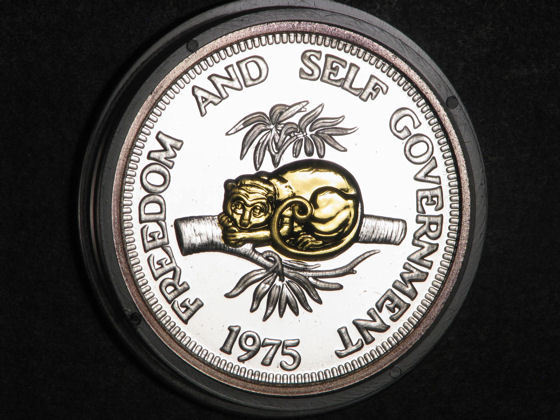 FREEDOM AND SELF GOVERNMENT
1975